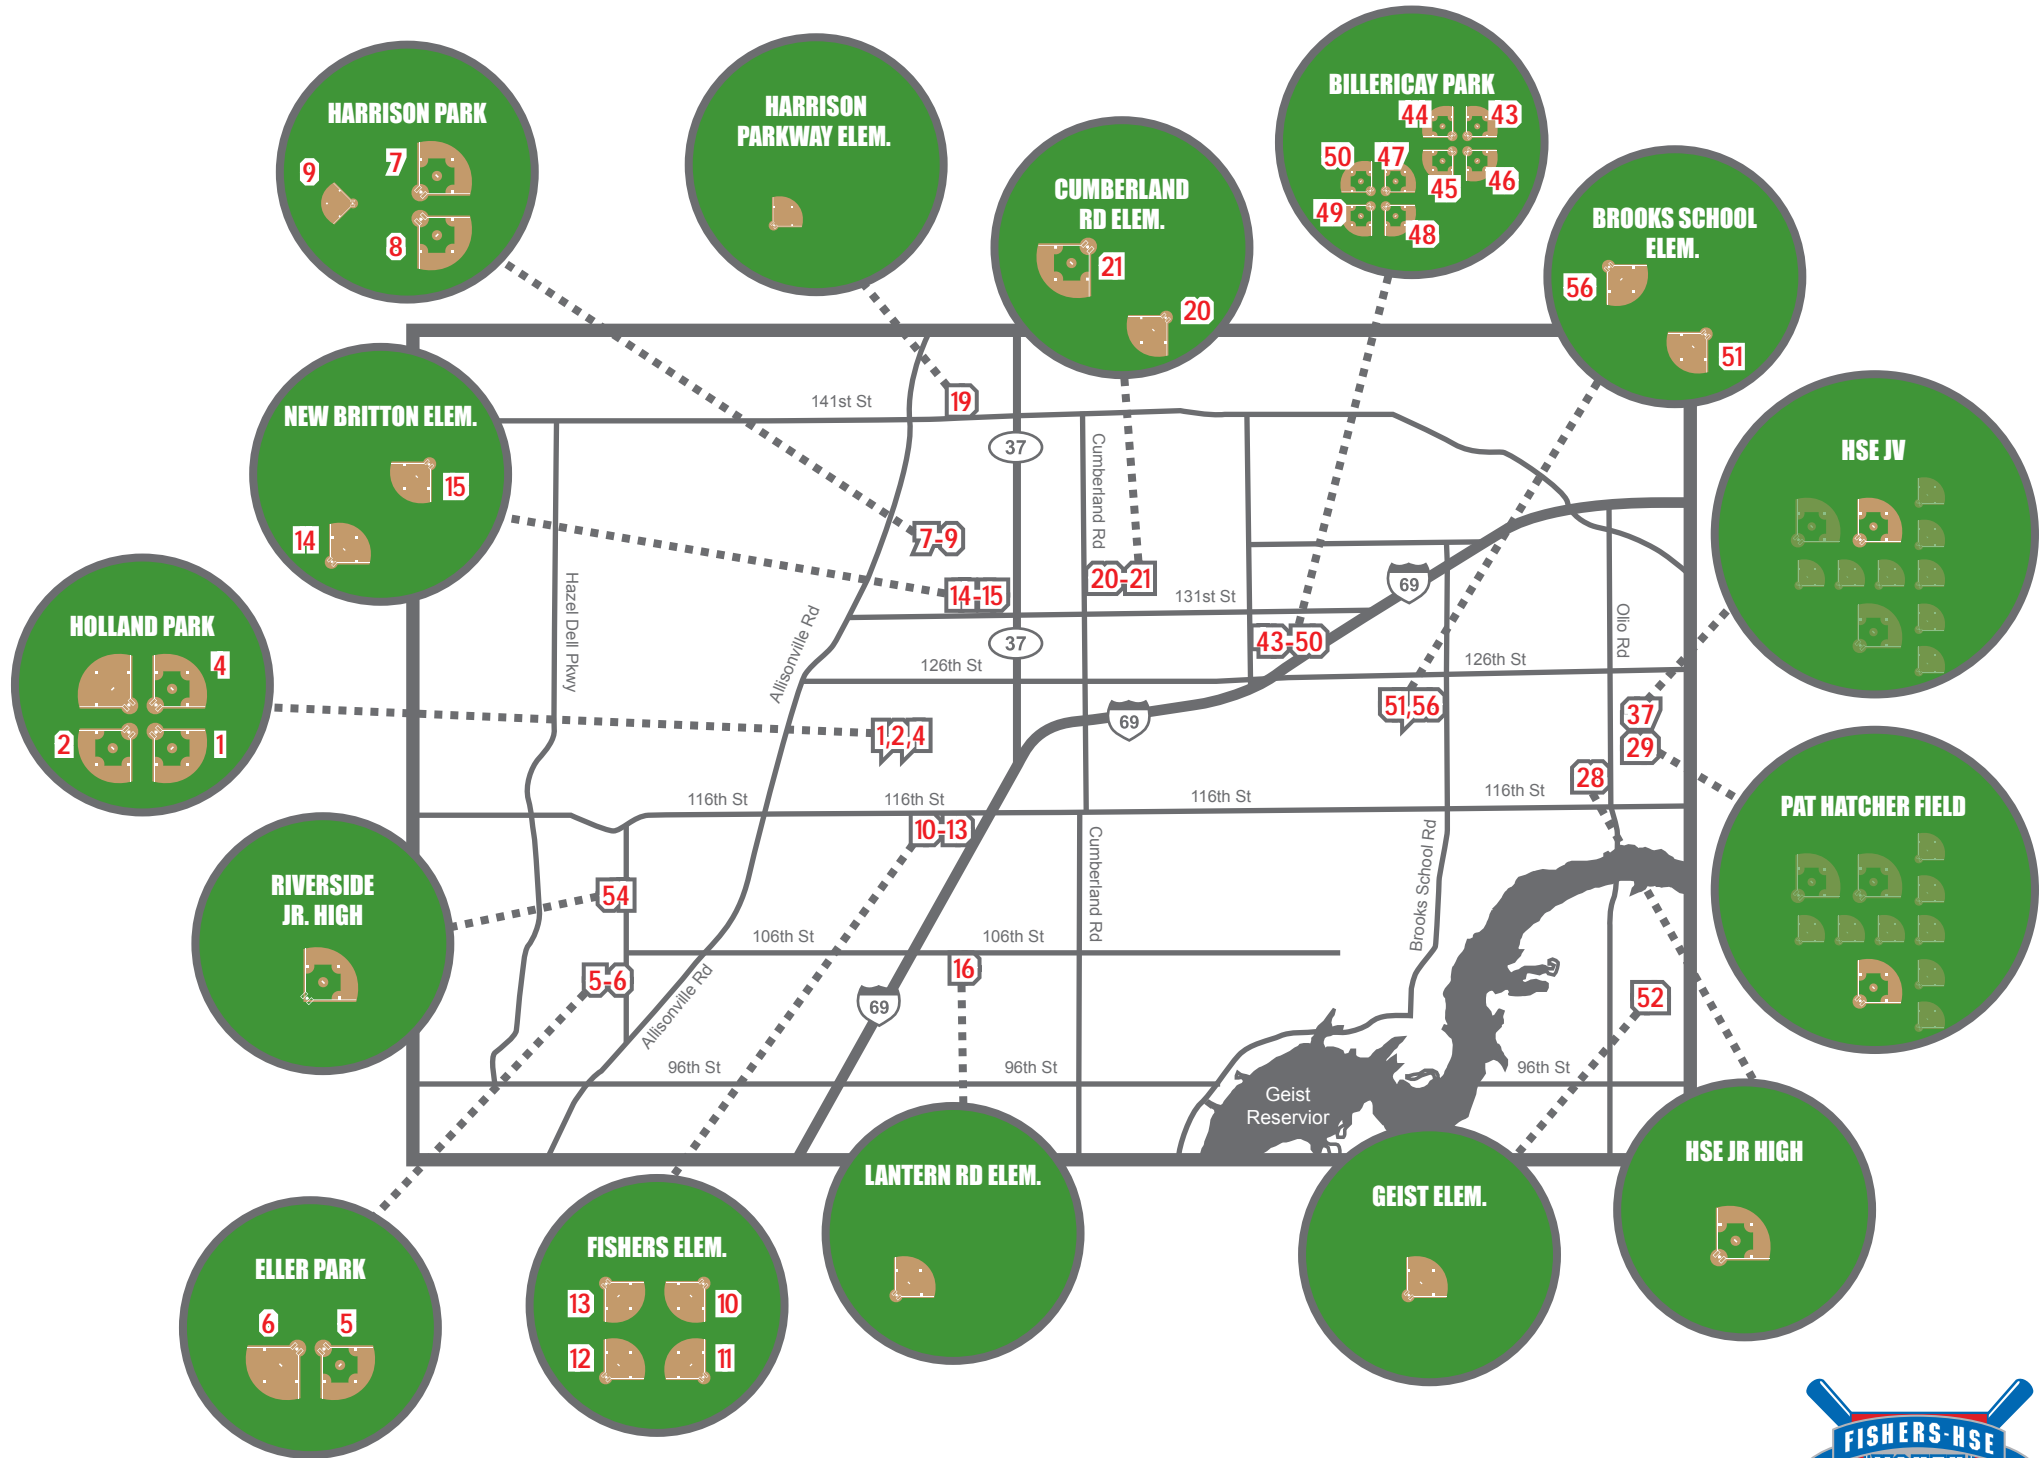 HARRISON PARK
7
9
8
HARRISON
PARKWAY ELEM.
CUMBERLAND
RD ELEM.
21
20
BILLERICAY PARK
44
43
50
47
45
46
49
48
BROOKS SCHOOL
ELEM.
56
51
NEW BRITTON ELEM.
15
14
HSE JV
HOLLAND PARK
4
2
1
PAT HATCHER FIELD
RIVERSIDE
JR. HIGH
ELLER PARK
6
5
FISHERS ELEM.
13
10
12
11
LANTERN RD ELEM.
GEIST ELEM.
HSE JR HIGH
19
141st St
37
Cumberland Rd
7-9
20-21
14-15
131st St
69
Hazel Dell Pkwy
Allisonville Rd
37
43-50
Olio Rd
126st St
126st St
51,56
37
29
1,2,4
69
28
116th St
116th St
116th St
116th St
10-13
Cumberland Rd
Brooks School Rd
54
106th St
106th St
16
5-6
Allisonville Rd
69
52
96th St
96th St
96th St
Geist
Reservior
FISHERS-HSE